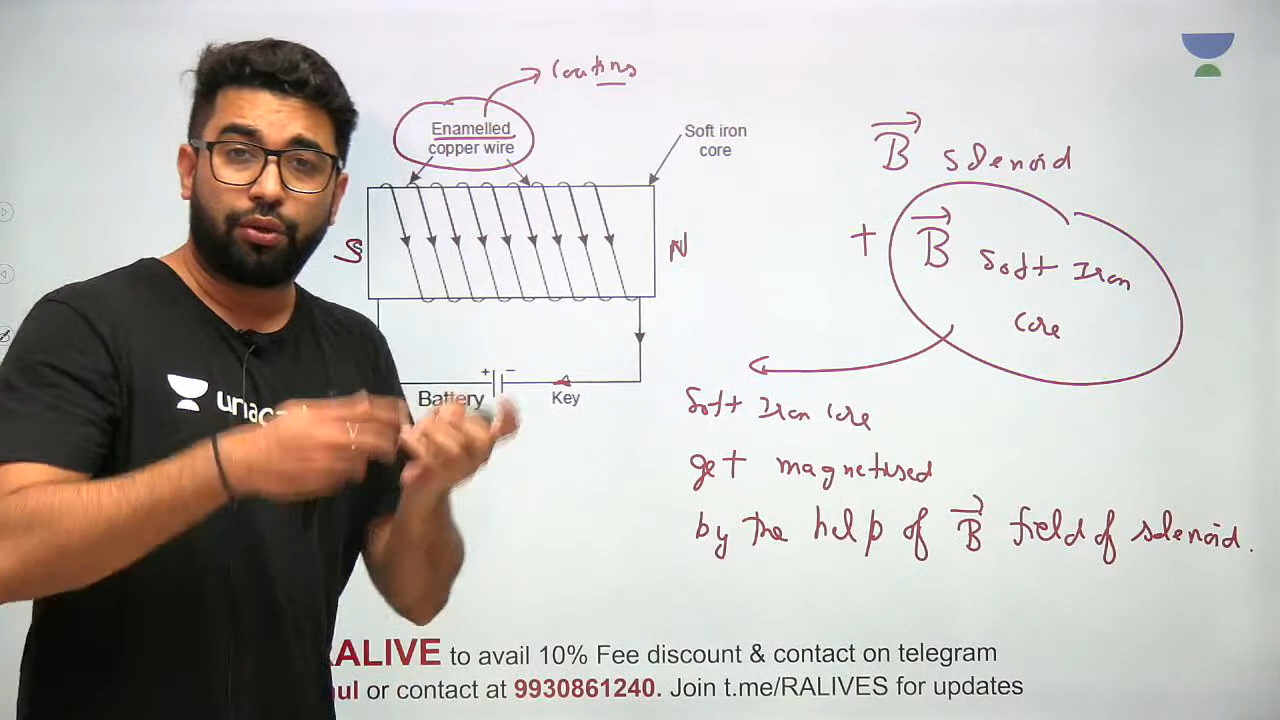 coating
Enamelled
copper wire
Soft iron
core
B solenoid
+ B Soft Iron
Core
S
N
+ −
Battery
Key
Soft Iron Core
get magnetised
by the help of B field of solenoid.
unaca
RALIVE to avail 10% Fee discount & contact on telegram
ul or contact at 9930861240. Join t.me/RALIVES for updates